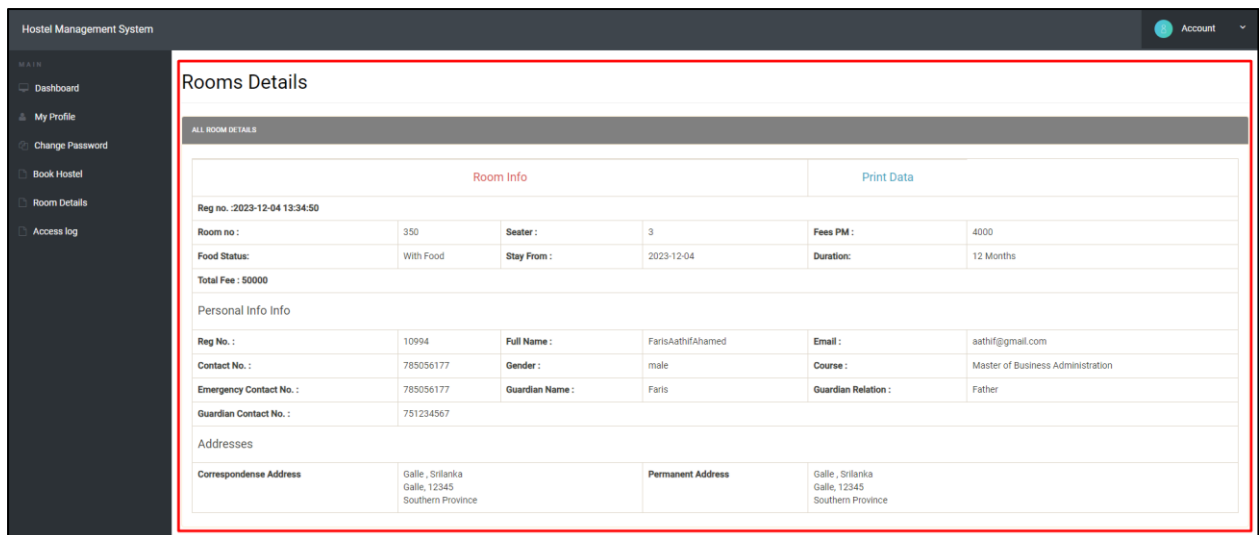 Hostel Management System
Account
MAIN
Dashboard
My Profile
Change Password
Book Hostel
Room Details
Access log
Rooms Details
ALL ROOM DETAILS
Room Info Print Data
Reg no. :2023-12-04 13:34:50
Room no : 350 Seater : 3 Fees PM : 4000
Food Status: With Food Stay From : 2023-12-04 Duration: 12 Months
Total Fee : 50000
Personal Info Info
Reg No. : 10994 Full Name : FarisAathifAhamed Email : aathif@gmail.com
Contact No. : 785056177 Gender : male Course : Master of Business Administration
Emergency Contact No. : 785056177 Guardian Name : Faris Guardian Relation : Father
Guardian Contact No. : 751234567
Addresses
Correspondense Address Galle , Srilanka Permanent Address Galle , Srilanka
Galle, 12345 Galle, 12345
Southern Province Southern Province